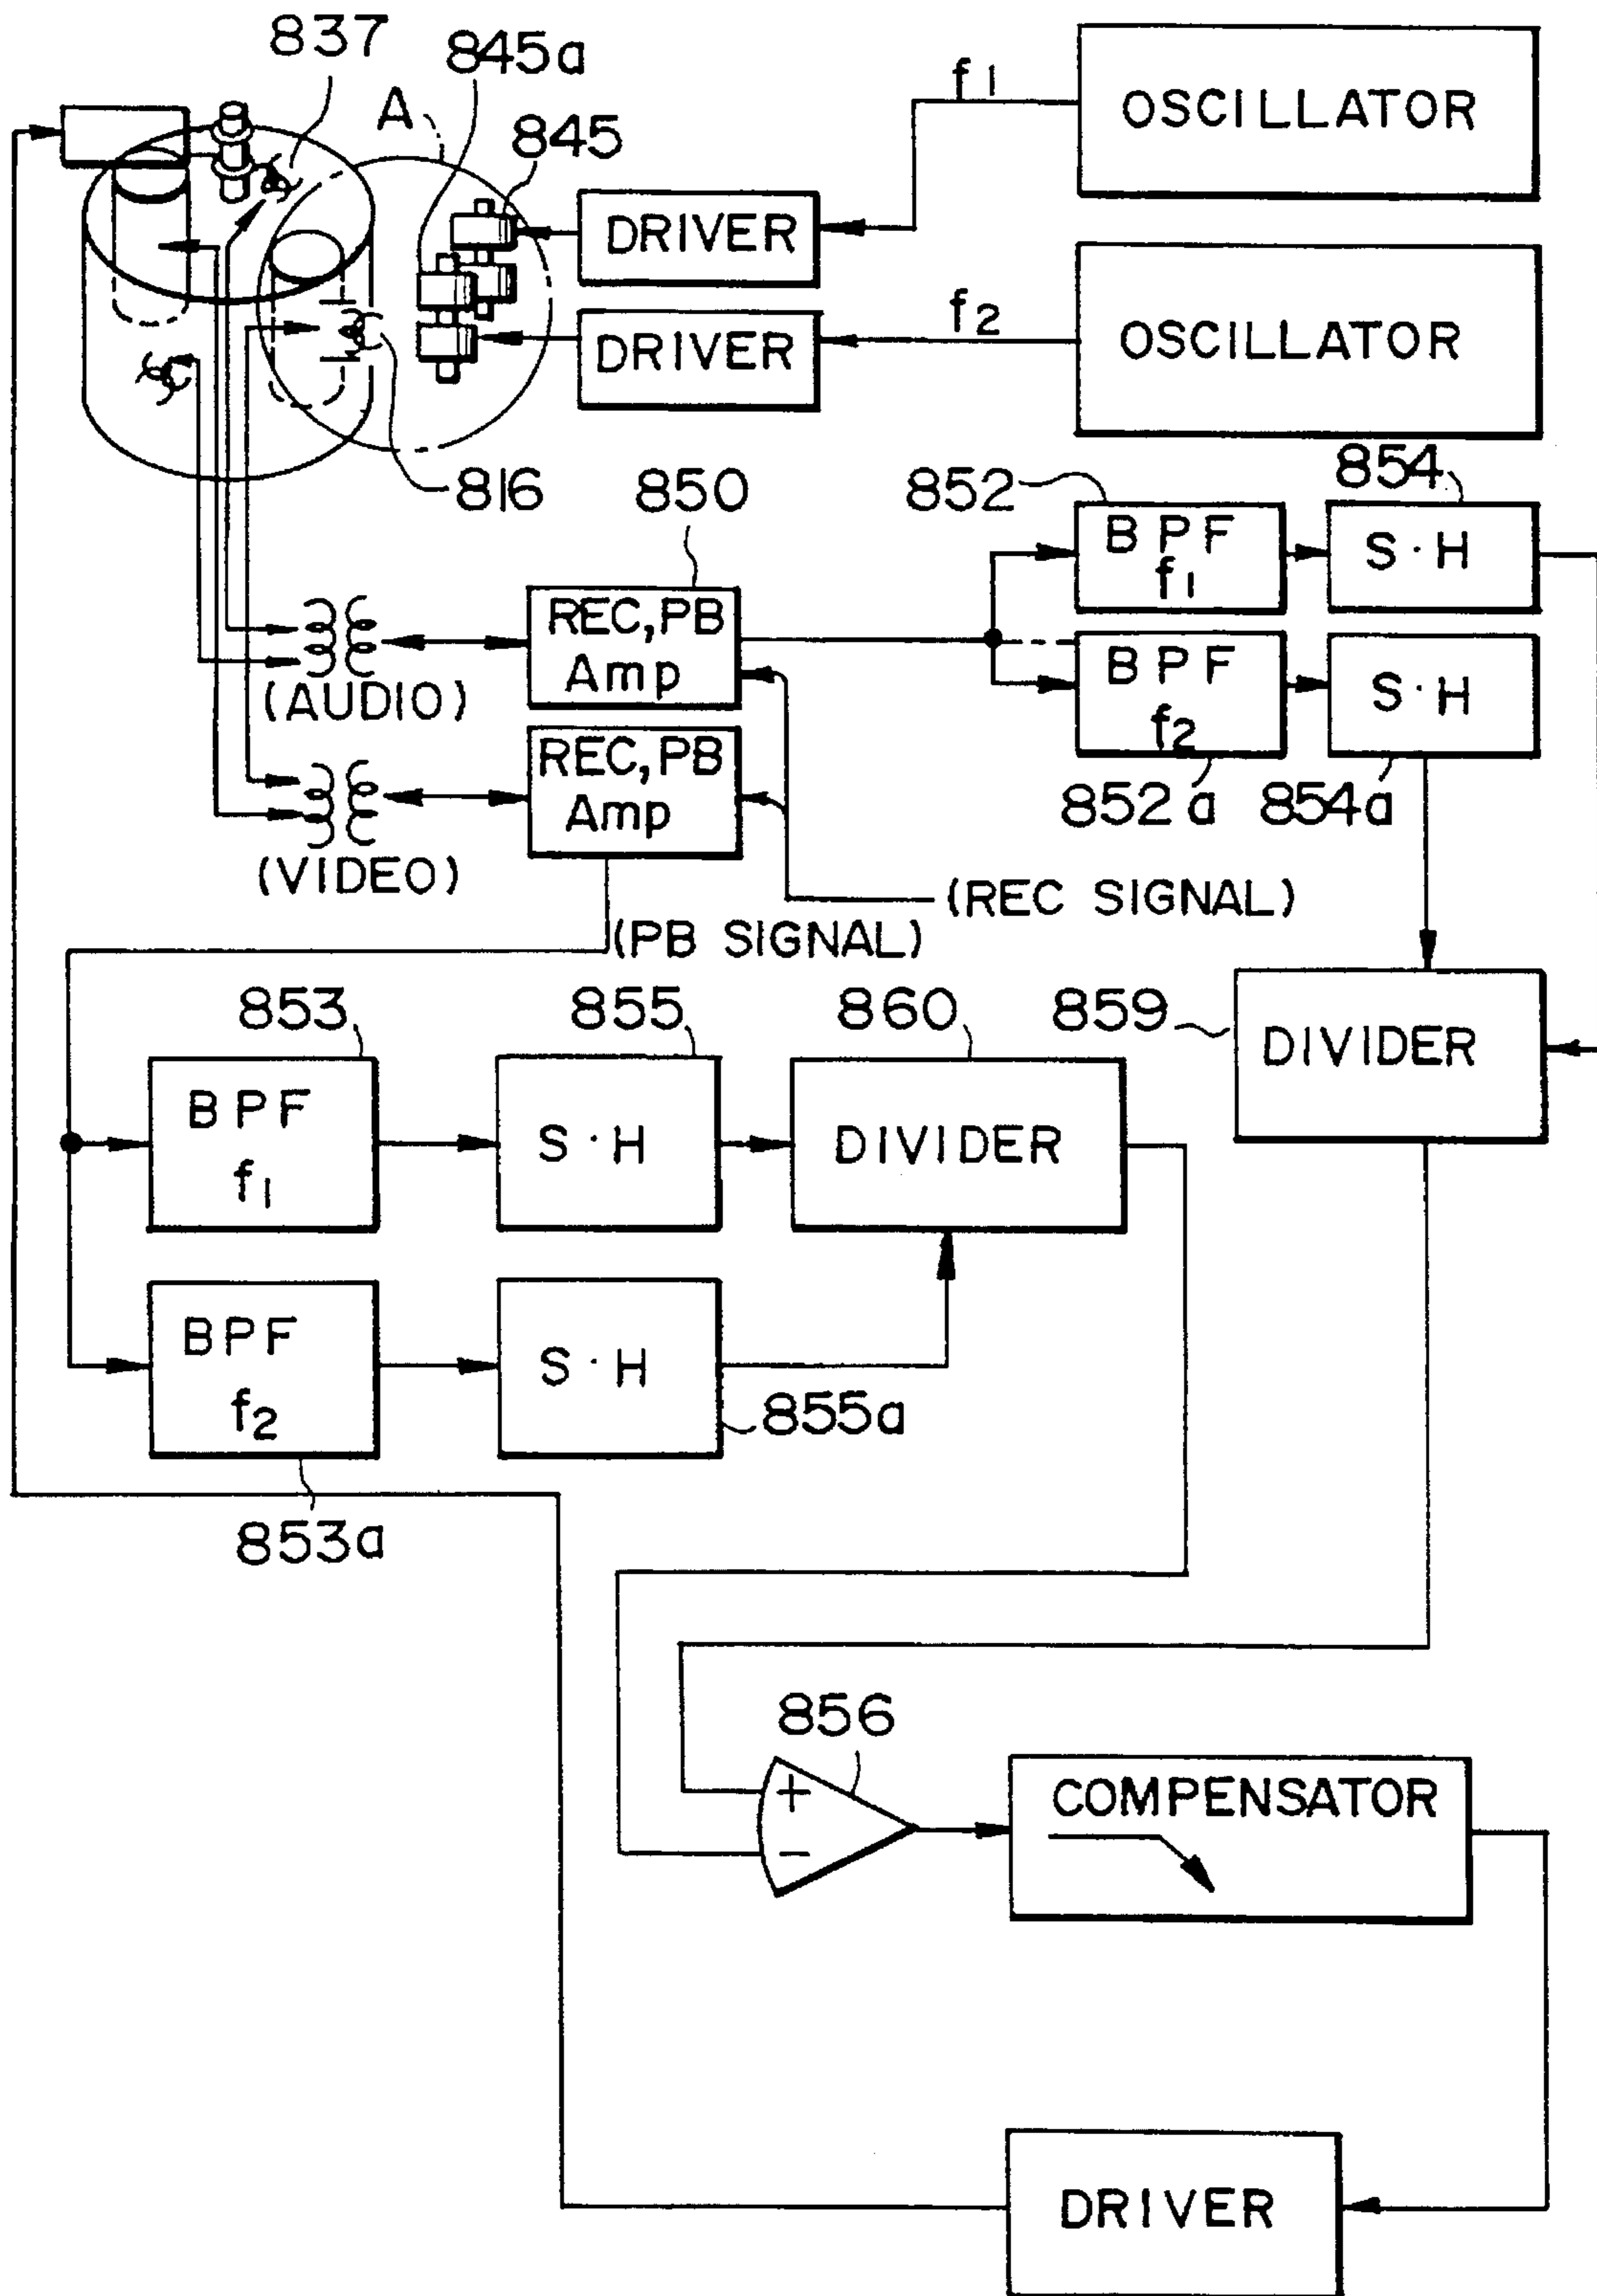 837
845a
A
845
f1
OSCILLATOR
DRIVER
f2
OSCILLATOR
DRIVER
816
850
852
854
BPF
f1
S·H
REC, PB
Amp
(AUDIO)
BPF
f2
S·H
REC, PB
Amp
852a
854a
(VIDEO)
(REC SIGNAL)
(PB SIGNAL)
853
855
860
859
DIVIDER
BPF
f1
S·H
DIVIDER
BPF
f2
S·H
855a
853a
856
+
−
COMPENSATOR
DRIVER